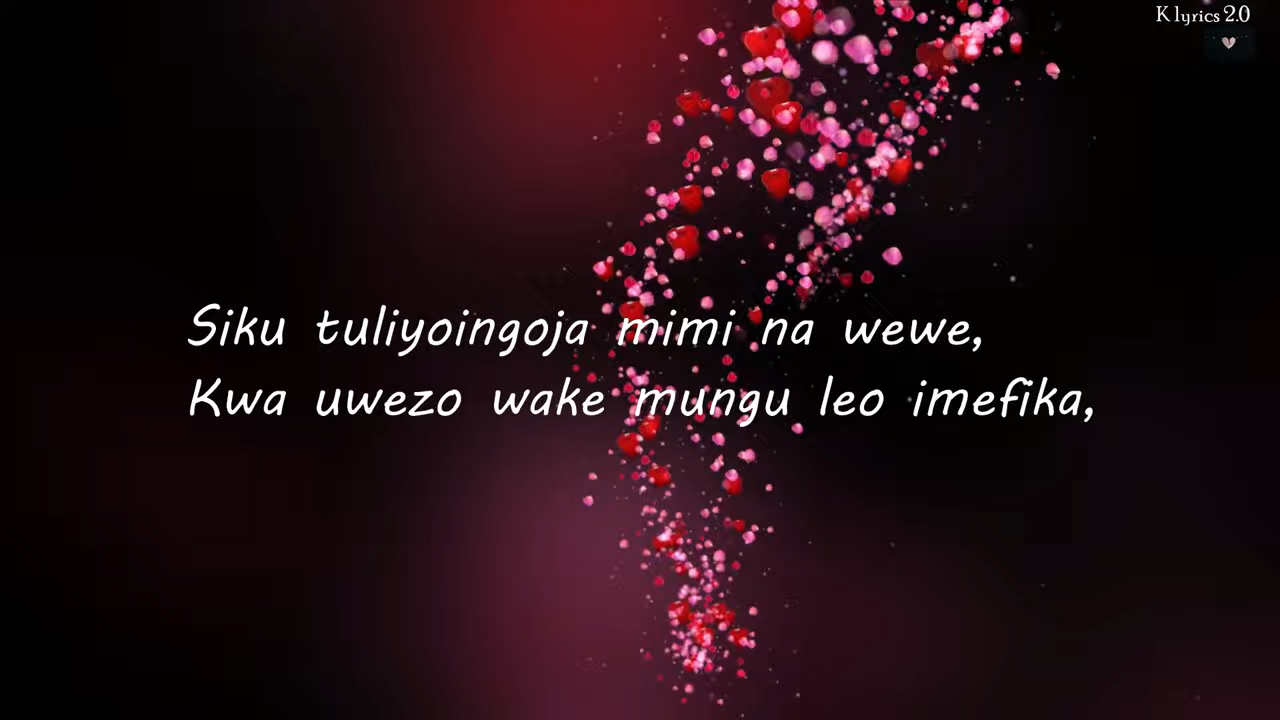 K lyrics 2.0
Siku tuliyoingoja mimi na wewe,
Kwa uwezo wake mungu leo imefika,